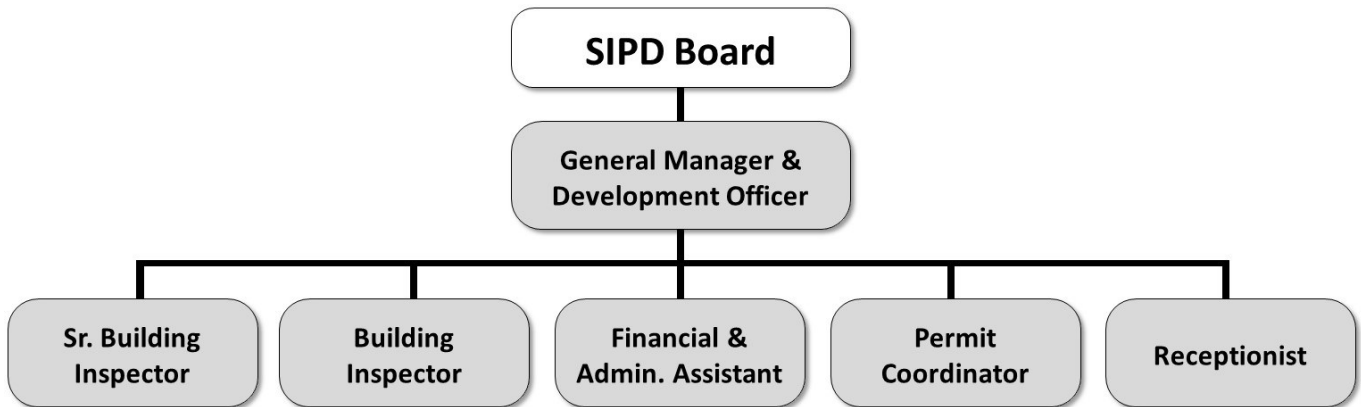 SIPD Board
General Manager &
Development Officer
Sr. Building
Inspector
Building
Inspector
Financial &
Admin. Assistant
Permit
Coordinator
Receptionist